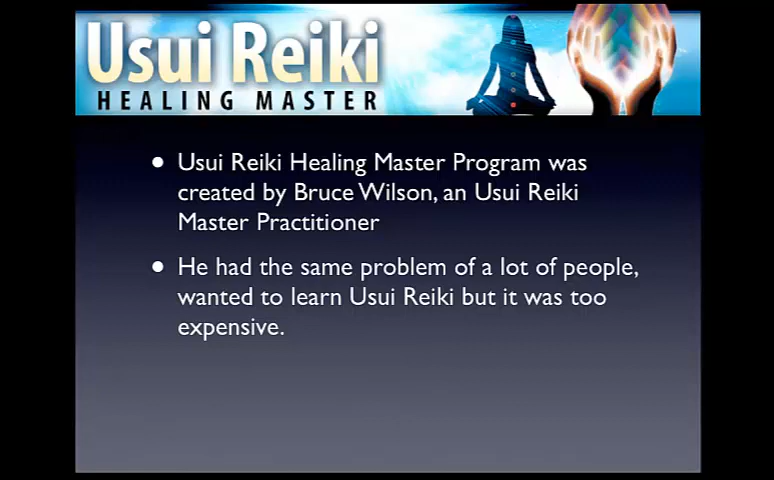 Usui Reiki
HEALING MASTER
• Usui Reiki Healing Master Program was
created by Bruce Wilson, an Usui Reiki
Master Practitioner
• He had the same problem of a lot of people,
wanted to learn Usui Reiki but it was too
expensive.